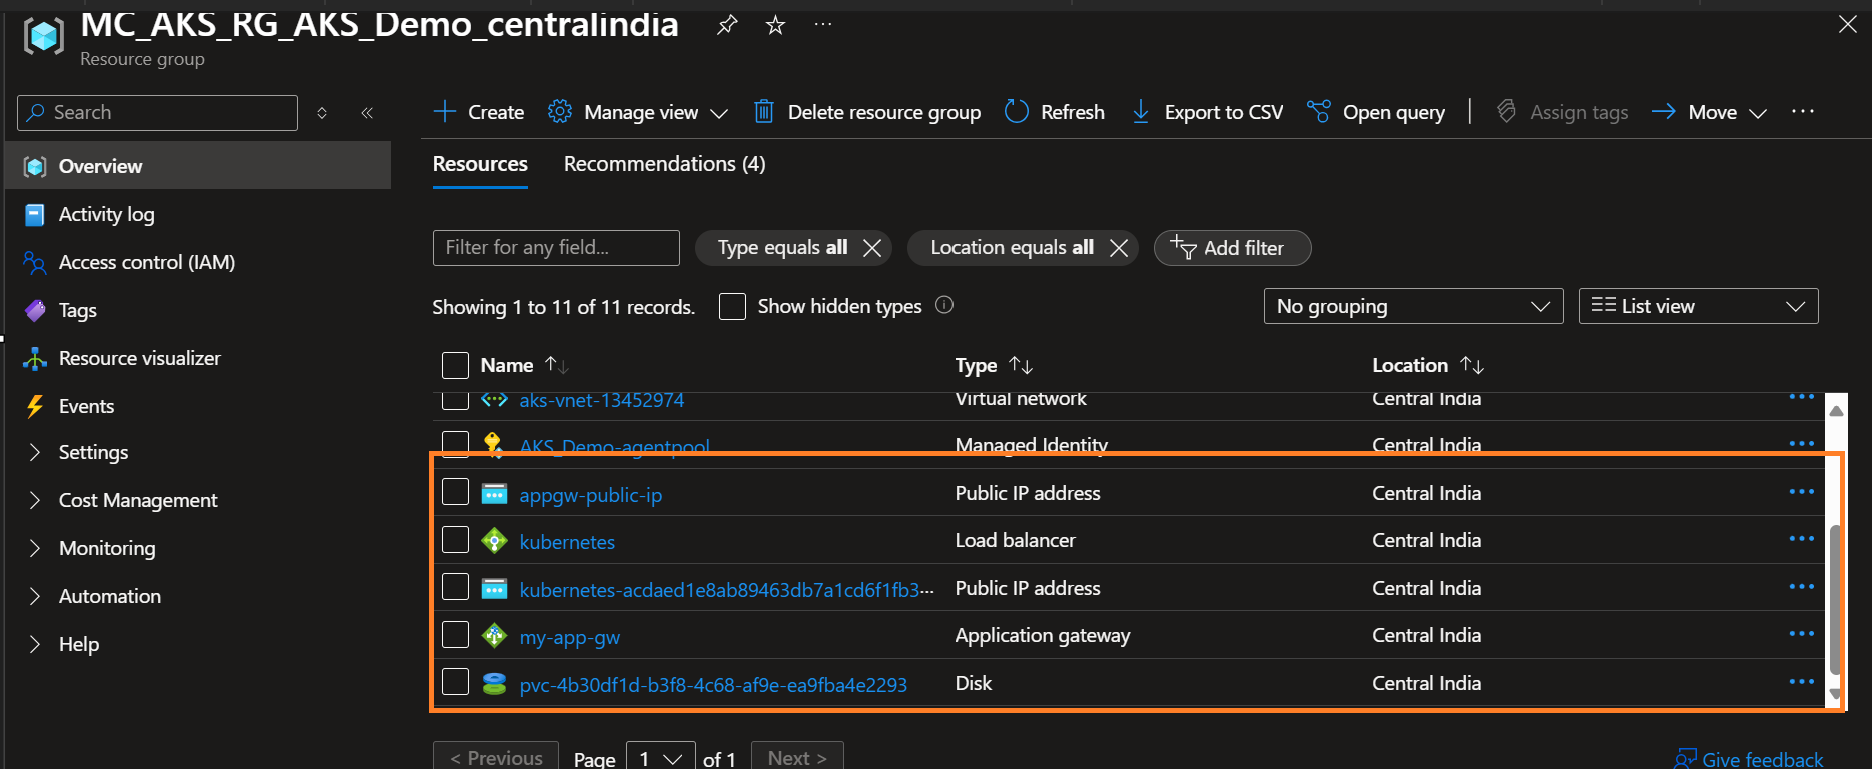 MC_AKS_RG_AKS_Demo_centralindia
Resource group
Search
Create
Manage view
Delete resource group
Refresh
Export to CSV
Open query
Assign tags
Move
Overview
Activity log
Access control (IAM)
Tags
Resource visualizer
Events
Settings
Cost Management
Monitoring
Automation
Help
Resources
Recommendations (4)
Filter for any field...
Type equals all
Location equals all
Add filter
Showing 1 to 11 of 11 records.
Show hidden types
No grouping
List view
Name Type Location
aks-vnet-13452974 Virtual network Central India
AKS_Demo-agentpool Managed Identity Central India
appgw-public-ip Public IP address Central India
kubernetes Load balancer Central India
kubernetes-acdaed1e8ab89463db7a1cd6f1fb3... Public IP address Central India
my-app-gw Application gateway Central India
pvc-4b30df1d-b3f8-4c68-af9e-ea9fba4e2293 Disk Central India
< Previous Page 1 of 1 Next >
Give feedback